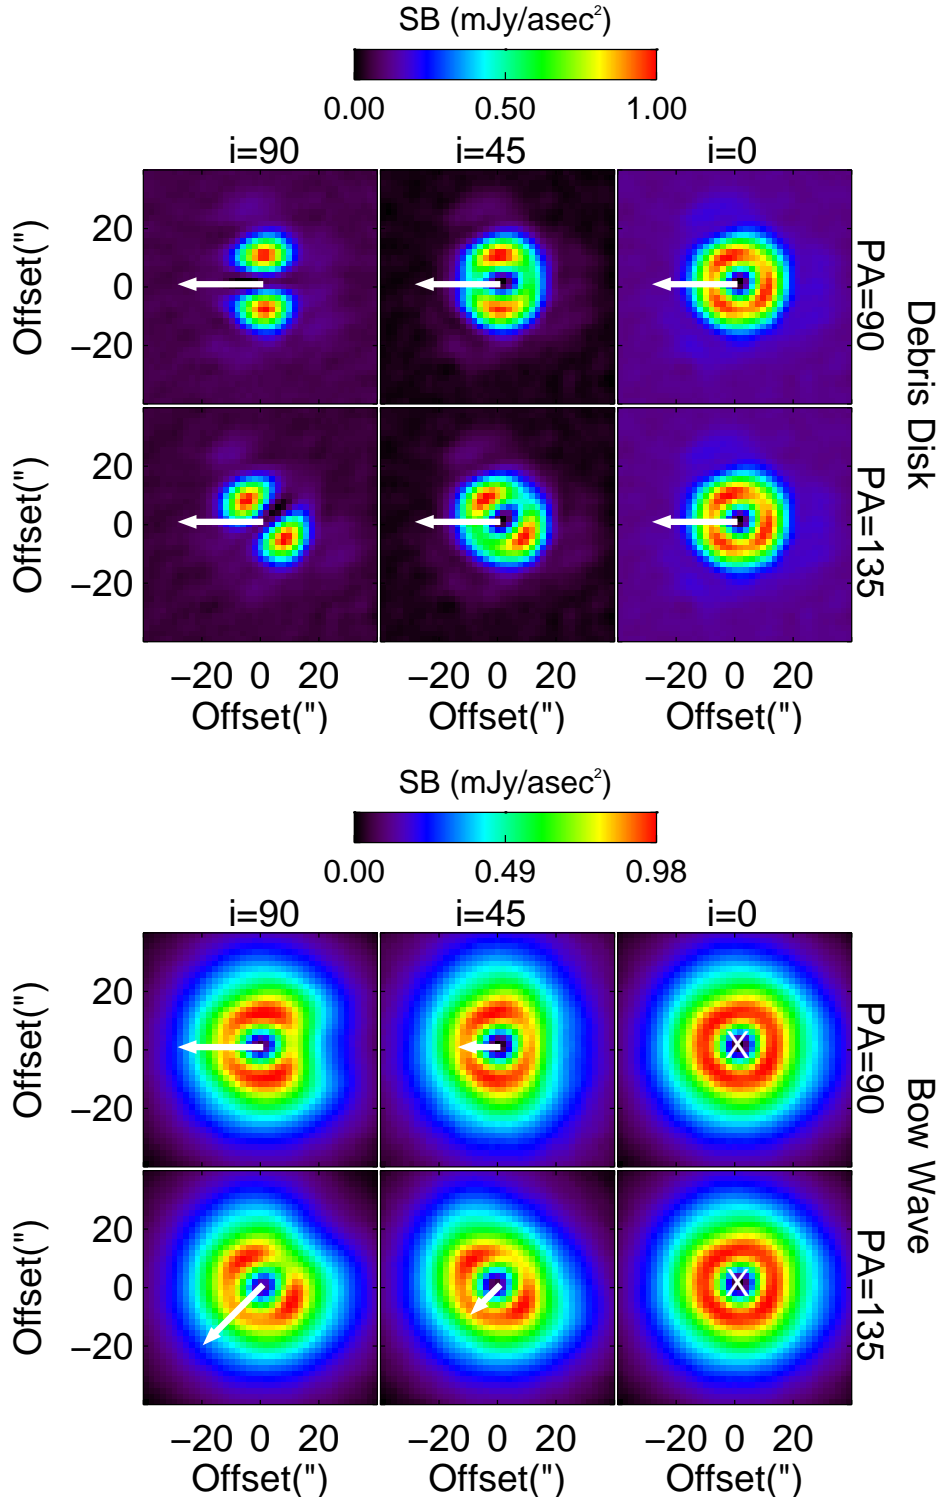 SB (mJy/asec²)
0.00 0.50 1.00
i=90 i=45 i=0
Offset(") 20 0 −20 PA=90
Debris Disk
Offset(") 20 0 −20 PA=135
−20 0 20 −20 0 20 −20 0 20
Offset(") Offset(") Offset(")
SB (mJy/asec²)
0.00 0.49 0.98
i=90 i=45 i=0
Offset(") 20 0 −20 X PA=90
Bow Wave
Offset(") 20 0 −20 X PA=135
−20 0 20 −20 0 20 −20 0 20
Offset(") Offset(") Offset(")